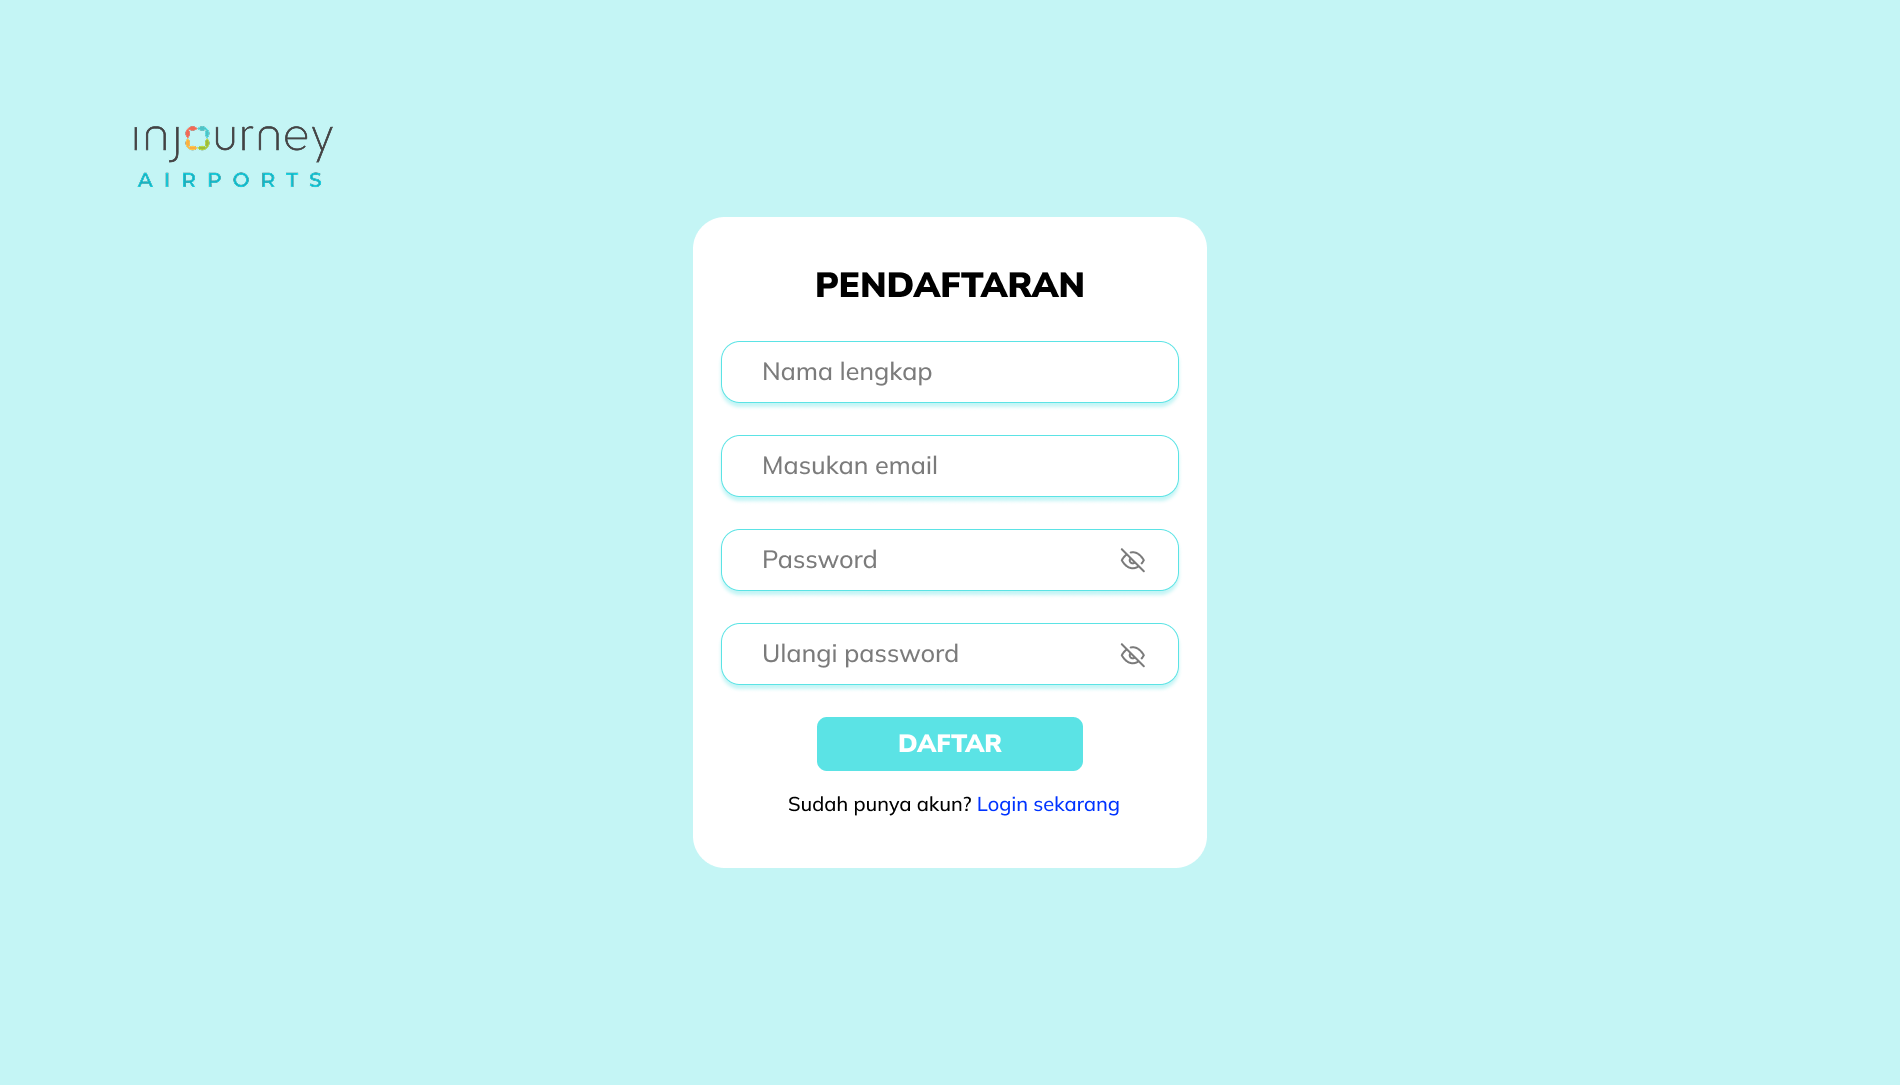 injourney
AIRPORTS
PENDAFTARAN
Nama lengkap
Masukan email
Password
Ulangi password
DAFTAR
Sudah punya akun? Login sekarang